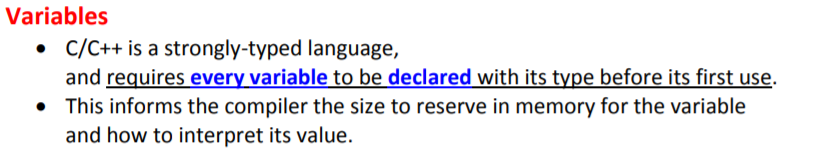 Variables
• C/C++ is a strongly-typed language,
and requires every variable to be declared with its type before its first use.
• This informs the compiler the size to reserve in memory for the variable
and how to interpret its value.